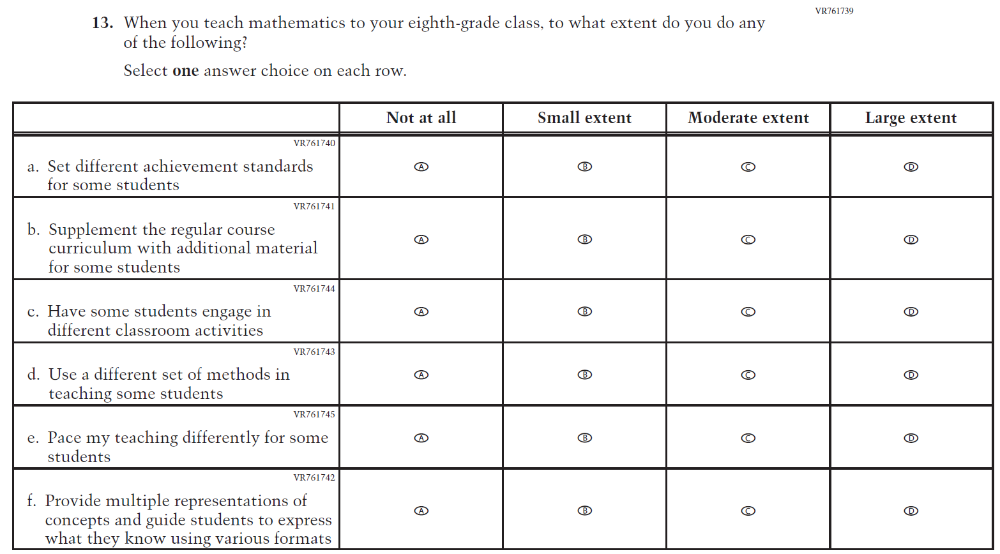 VR761739
13. When you teach mathematics to your eighth-grade class, to what extent do you do any
of the following?
Select one answer choice on each row.
Not at all Small extent Moderate extent Large extent
VR761740
a. Set different achievement standards
for some students
A B C D
VR761741
b. Supplement the regular course
curriculum with additional material
for some students
A B C D
VR761744
c. Have some students engage in
different classroom activities
A B C D
VR761743
d. Use a different set of methods in
teaching some students
A B C D
VR761745
e. Pace my teaching differently for some
students
A B C D
VR761742
f. Provide multiple representations of
concepts and guide students to express
what they know using various formats
A B C D